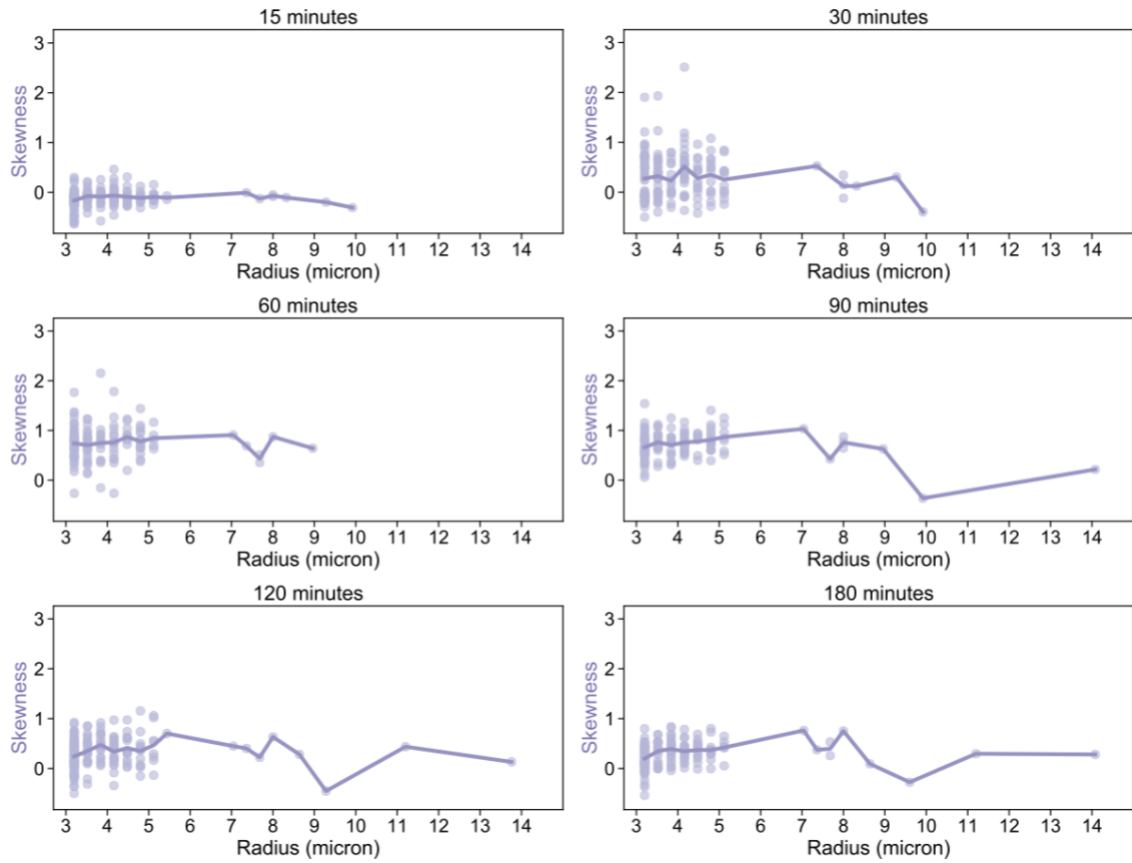 15 minutes
3
2
1
0
Skewness
3 4 5 6 7 8 9 10 11 12 13 14
Radius (micron)
30 minutes
3
2
1
0
Skewness
3 4 5 6 7 8 9 10 11 12 13 14
Radius (micron)
60 minutes
3
2
1
0
Skewness
3 4 5 6 7 8 9 10 11 12 13 14
Radius (micron)
90 minutes
3
2
1
0
Skewness
3 4 5 6 7 8 9 10 11 12 13 14
Radius (micron)
120 minutes
3
2
1
0
Skewness
3 4 5 6 7 8 9 10 11 12 13 14
Radius (micron)
180 minutes
3
2
1
0
Skewness
3 4 5 6 7 8 9 10 11 12 13 14
Radius (micron)